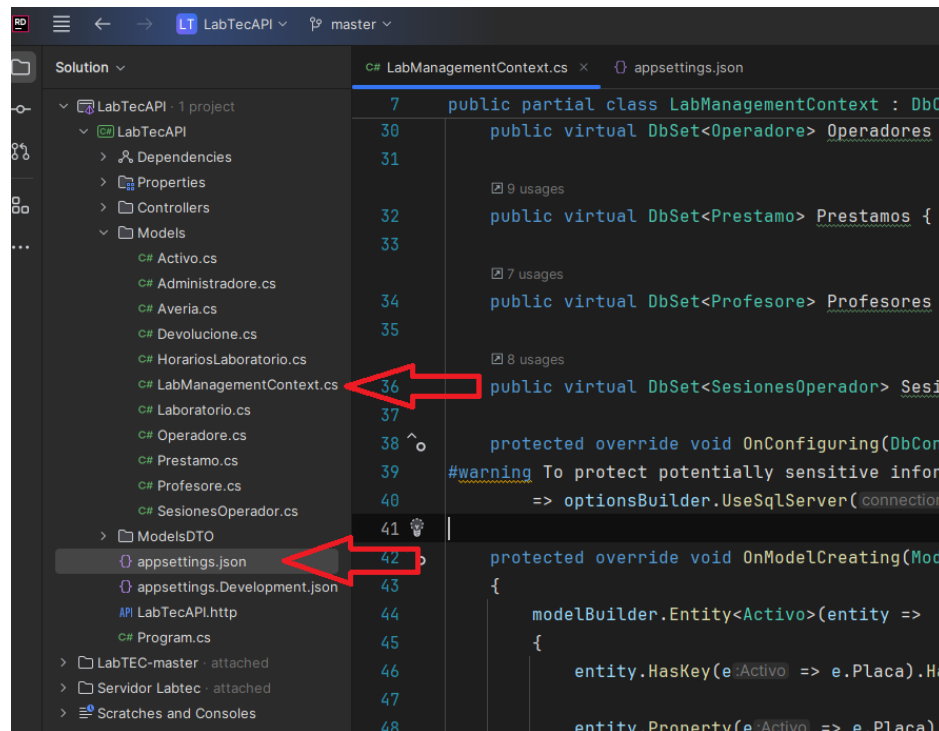 RD LT LabTecAPI master
Solution
C# LabManagementContext.cs × {} appsettings.json
LabTecAPI · 1 project
C# LabTecAPI
Dependencies
Properties
Controllers
Models
C# Activo.cs
C# Administradore.cs
C# Averia.cs
C# Devolucione.cs
C# HorariosLaboratorio.cs
C# LabManagementContext.cs
C# Laboratorio.cs
C# Operadore.cs
C# Prestamo.cs
C# Profesore.cs
C# SesionesOperador.cs
ModelsDTO
{} appsettings.json
{} appsettings.Development.json
API LabTecAPI.http
C# Program.cs
LabTEC-master · attached
Servidor Labtec · attached
Scratches and Consoles
7 public partial class LabManagementContext : DbC
30 public virtual DbSet<Operadore> Operadores
31
9 usages
32 public virtual DbSet<Prestamo> Prestamos {
33
7 usages
34 public virtual DbSet<Profesore> Profesores
35
8 usages
36 public virtual DbSet<SesionesOperador> Sesi
37
38 protected override void OnConfiguring(DbCon
39 #warning To protect potentially sensitive infor
40 => optionsBuilder.UseSqlServer( connection
41
42 protected override void OnModelCreating(Mod
43 {
44 modelBuilder.Entity<Activo>(entity =>
45 {
46 entity.HasKey(e :Activo => e.Placa).Ha
47
48 entity.Property(e :Activo => e.Placa)